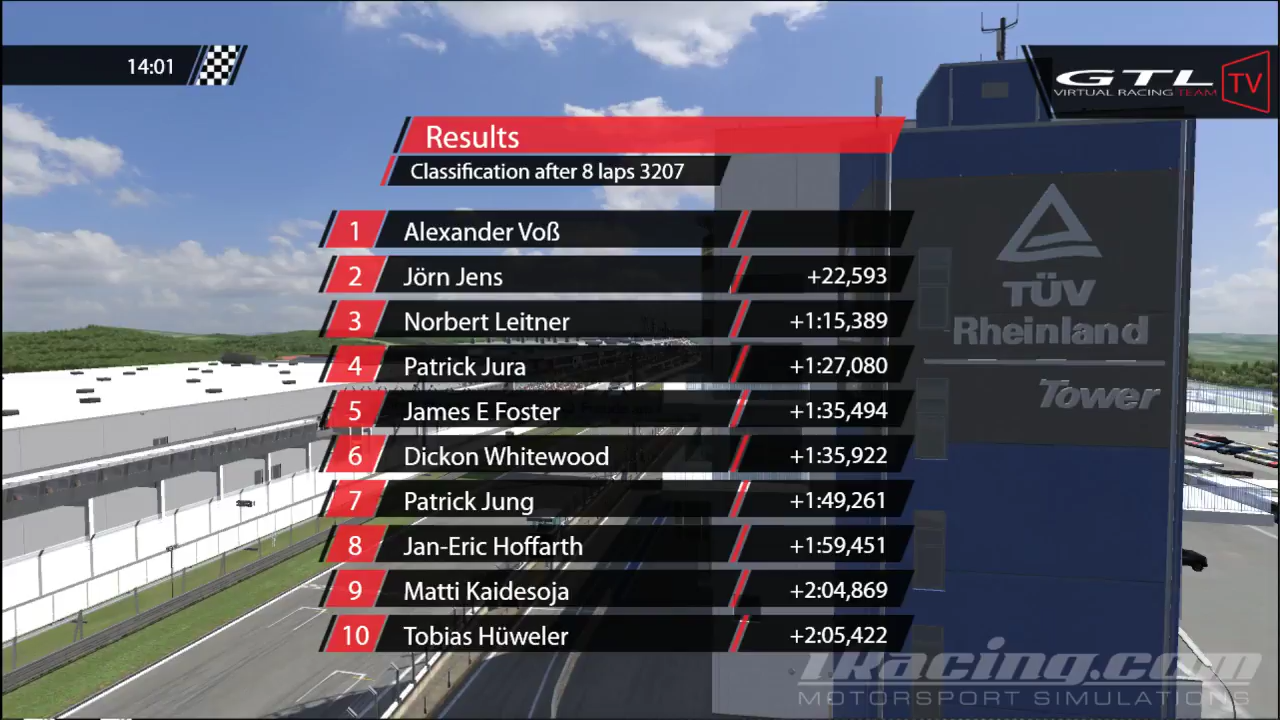 14:01
GTL
VIRTUAL RACING TEAM
TV
Results
Classification after 8 laps 3207
1 Alexander Voß
2 Jörn Jens +22,593
3 Norbert Leitner +1:15,389
4 Patrick Jura +1:27,080
5 James E Foster +1:35,494
6 Dickon Whitewood +1:35,922
7 Patrick Jung +1:49,261
8 Jan-Eric Hoffarth +1:59,451
9 Matti Kaidesoja +2:04,869
10 Tobias Hüweler +2:05,422
TÜV
Rheinland
Tower
iRacing.com
MOTORSPORT SIMULATIONS